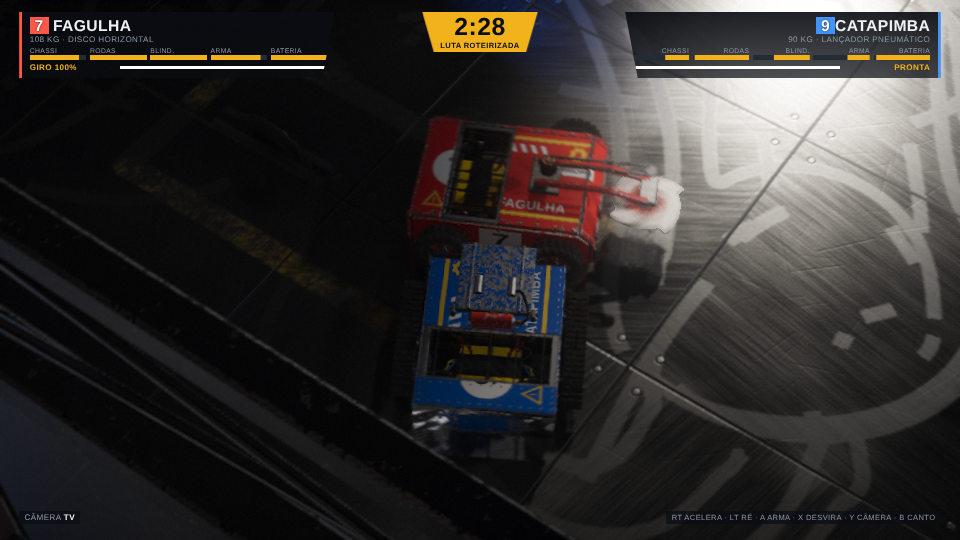 7 FAGULHA
108 KG · DISCO HORIZONTAL
CHASSI RODAS BLIND. ARMA BATERIA
GIRO 100%
2:28
LUTA ROTEIRIZADA
9 CATAPIMBA
90 KG · LANÇADOR PNEUMÁTICO
CHASSI RODAS BLIND. ARMA BATERIA
PRONTA
FAGULHA
7
CATAPIMBA
CÂMERA TV
RT ACELERA · LT RÉ · A ARMA · X DESVIRA · Y CÂMERA · B CANTO